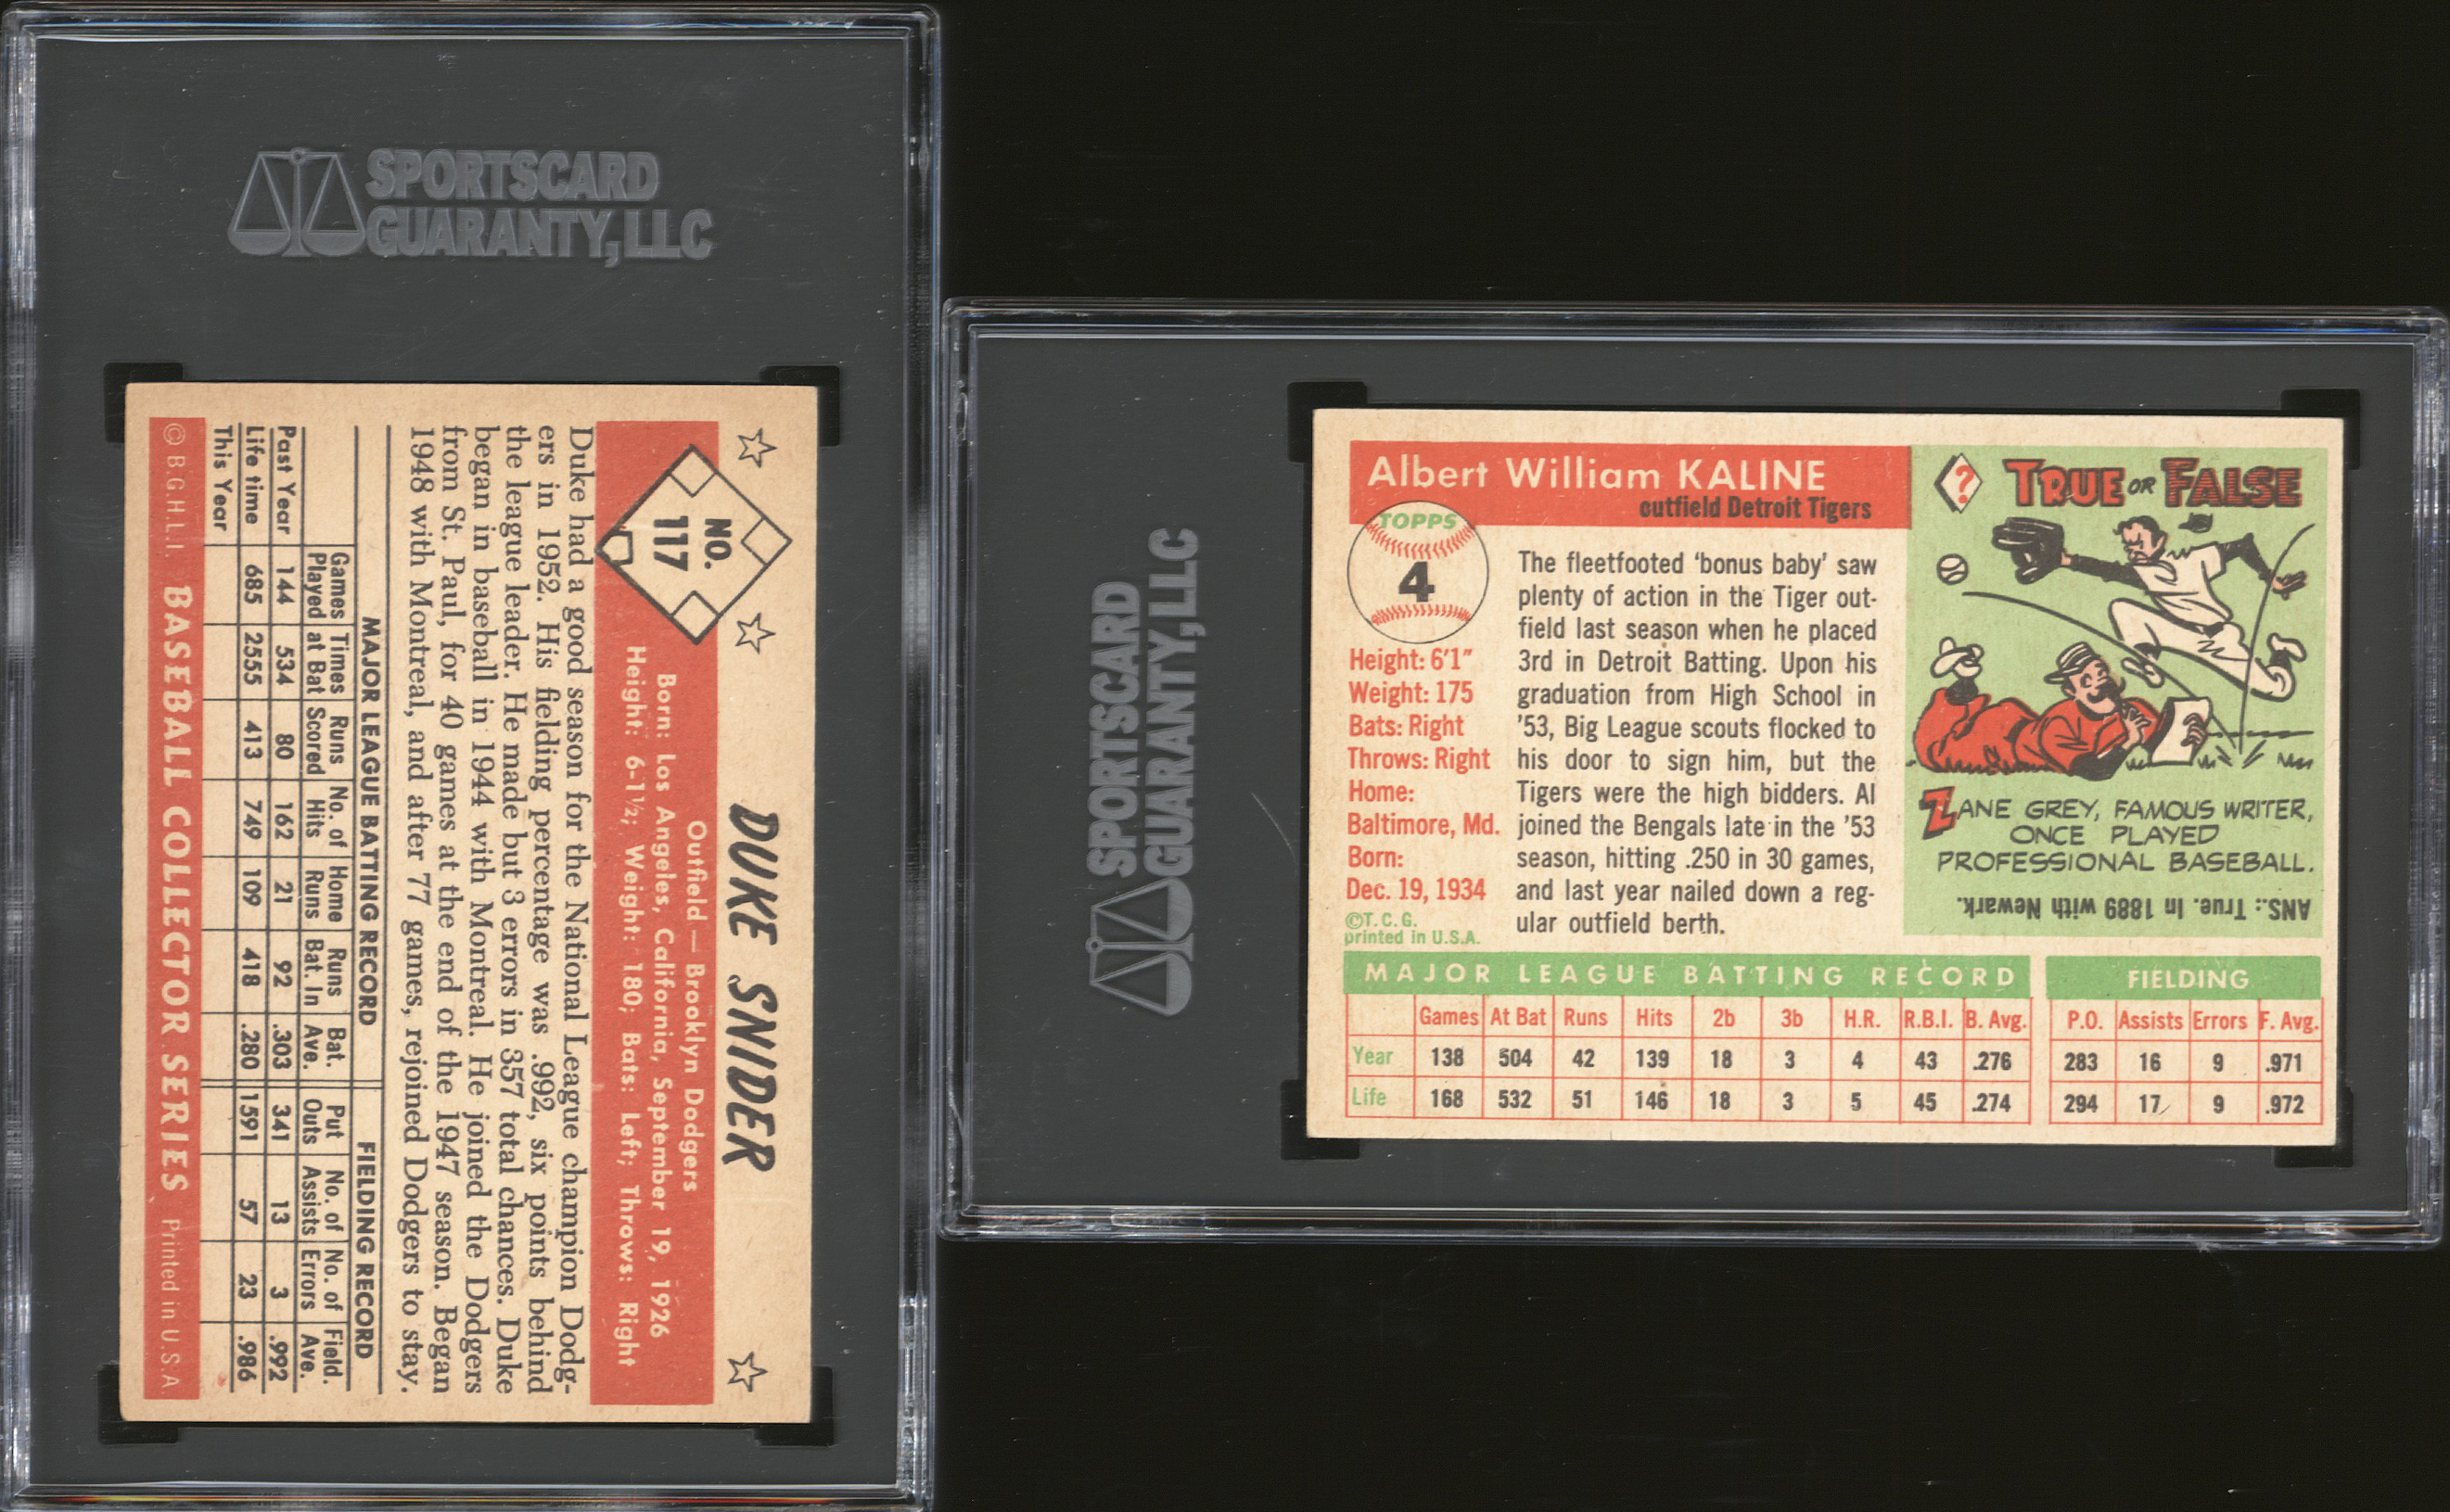 SPORTSCARD
GUARANTY, LLC
DUKE SNIDER
NO.
117
Outfield — Brooklyn Dodgers
Born: Los Angeles, California, September 19, 1926
Height: 6-1½; Weight: 180; Bats: Left; Throws: Right
Duke had a good season for the National League champion Dodg-
ers in 1952. His fielding percentage was .992, six points behind
the league leader. He made but 3 errors in 357 total chances. Duke
began in baseball in 1944 with Montreal. He joined the Dodgers
from St. Paul, for 40 games at the end of the 1947 season. Began
1948 with Montreal, and after 77 games, rejoined Dodgers to stay.
MAJOR LEAGUE BATTING RECORD FIELDING RECORD
Games Times Runs No. of Home Runs Bat. Put No. of No. of Field.
Played at Bat Scored Hits Runs Bat. In Ave. Outs Assists Errors Ave.
Past Year 144 534 80 162 21 92 .303 341 13 3 .992
Life time 685 2555 413 749 109 418 .280 1591 57 23 .986
This Year
© B.G.H.L.I. BASEBALL COLLECTOR SERIES Printed in U.S.A.
SPORTSCARD
GUARANTY, LLC
Albert William KALINE
outfield Detroit Tigers
TOPPS
4
Height: 6'1"
Weight: 175
Bats: Right
Throws: Right
Home:
Baltimore, Md.
Born:
Dec. 19, 1934
©T.C.G.
printed in U.S.A.
The fleetfooted 'bonus baby' saw
plenty of action in the Tiger out-
field last season when he placed
3rd in Detroit Batting. Upon his
graduation from High School in
'53, Big League scouts flocked to
his door to sign him, but the
Tigers were the high bidders. Al
joined the Bengals late in the '53
season, hitting .250 in 30 games,
and last year nailed down a reg-
ular outfield berth.
? TRUE OR FALSE
ZANE GREY, FAMOUS WRITER,
ONCE PLAYED
PROFESSIONAL BASEBALL.
ANS.: True. In 1889 with Newark.
MAJOR LEAGUE BATTING RECORD FIELDING
Games At Bat Runs Hits 2b 3b H.R. R.B.I. B. Avg. P.O. Assists Errors F. Avg.
Year 138 504 42 139 18 3 4 43 .276 283 16 9 .971
Life 168 532 51 146 18 3 5 45 .274 294 17 9 .972